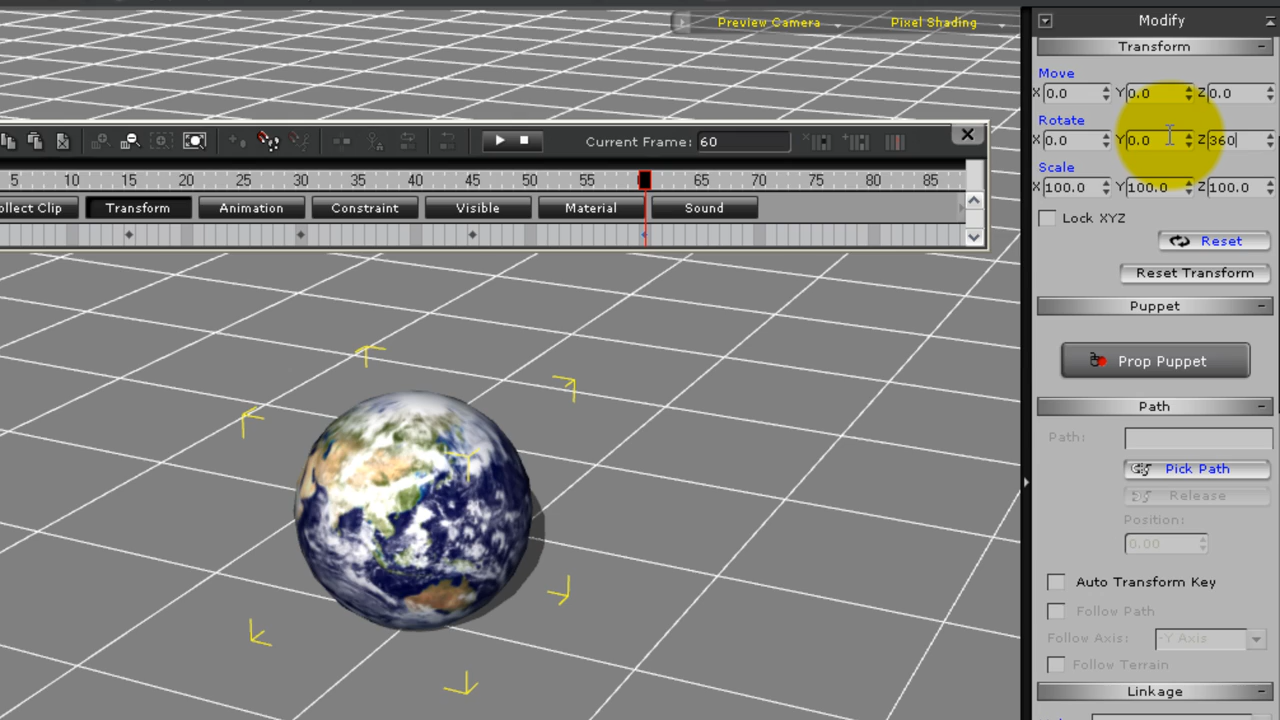 Preview Camera
Pixel Shading
Modify
Transform
Move
X 0.0 Y 0.0 Z 0.0
Rotate
X 0.0 Y 0.0 Z 360
Scale
X 100.0 Y 100.0 Z 100.0
Lock XYZ
Reset
Reset Transform
Puppet
Prop Puppet
Path
Path:
Pick Path
Release
Position:
0.00
Auto Transform Key
Follow Path
Follow Axis: -Y Axis
Follow Terrain
Linkage
Current Frame: 60
5 10 15 20 25 30 35 40 45 50 55 65 70 75 80 85
ollect Clip Transform Animation Constraint Visible Material Sound